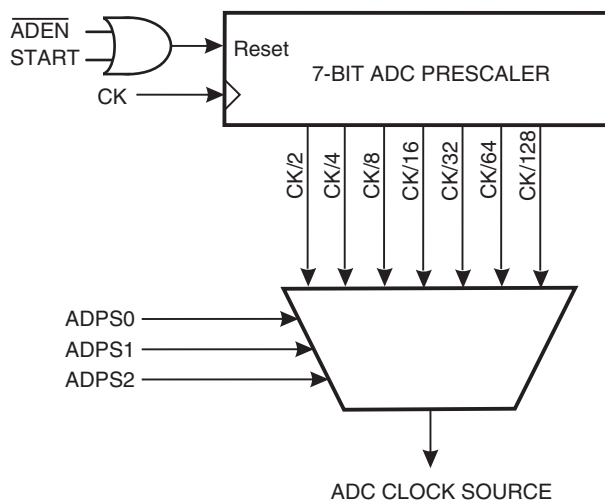 A̅D̅E̅N̅
START
Reset
7-BIT ADC PRESCALER
CK
CK/2
CK/4
CK/8
CK/16
CK/32
CK/64
CK/128
ADPS0
ADPS1
ADPS2
ADC CLOCK SOURCE